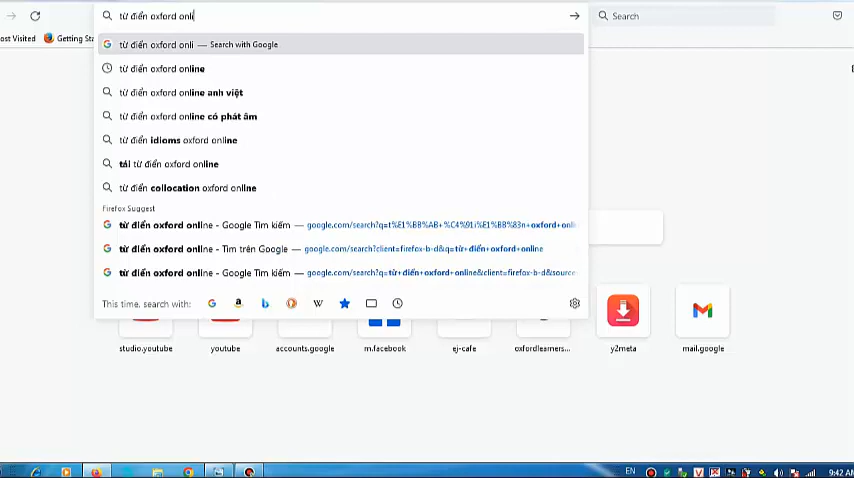 từ điển oxford onli
Search
ost Visited
Getting Sta
từ điển oxford onli — Search with Google
từ điển oxford online
từ điển oxford online anh việt
từ điển oxford online có phát âm
từ điển idioms oxford online
tải từ điển oxford online
từ điển collocation oxford online
Firefox Suggest
từ điển oxford online - Google Tìm kiếm — google.com/search?q=t%E1%BB%AB+%C4%91i%E1%BB%83n+oxford+onli
từ điển oxford online - Tìm trên Google — google.com/search?client=firefox-b-d&q=từ+điển+oxford+online
từ điển oxford online - Google Tìm kiếm — google.com/search?q=từ+điển+oxford+online&client=firefox-b-d&source=
This time, search with:
studio.youtube
youtube
accounts.google
m.facebook
ej-cafe
oxfordlearners...
y2meta
mail.google
EN
9:42 AM